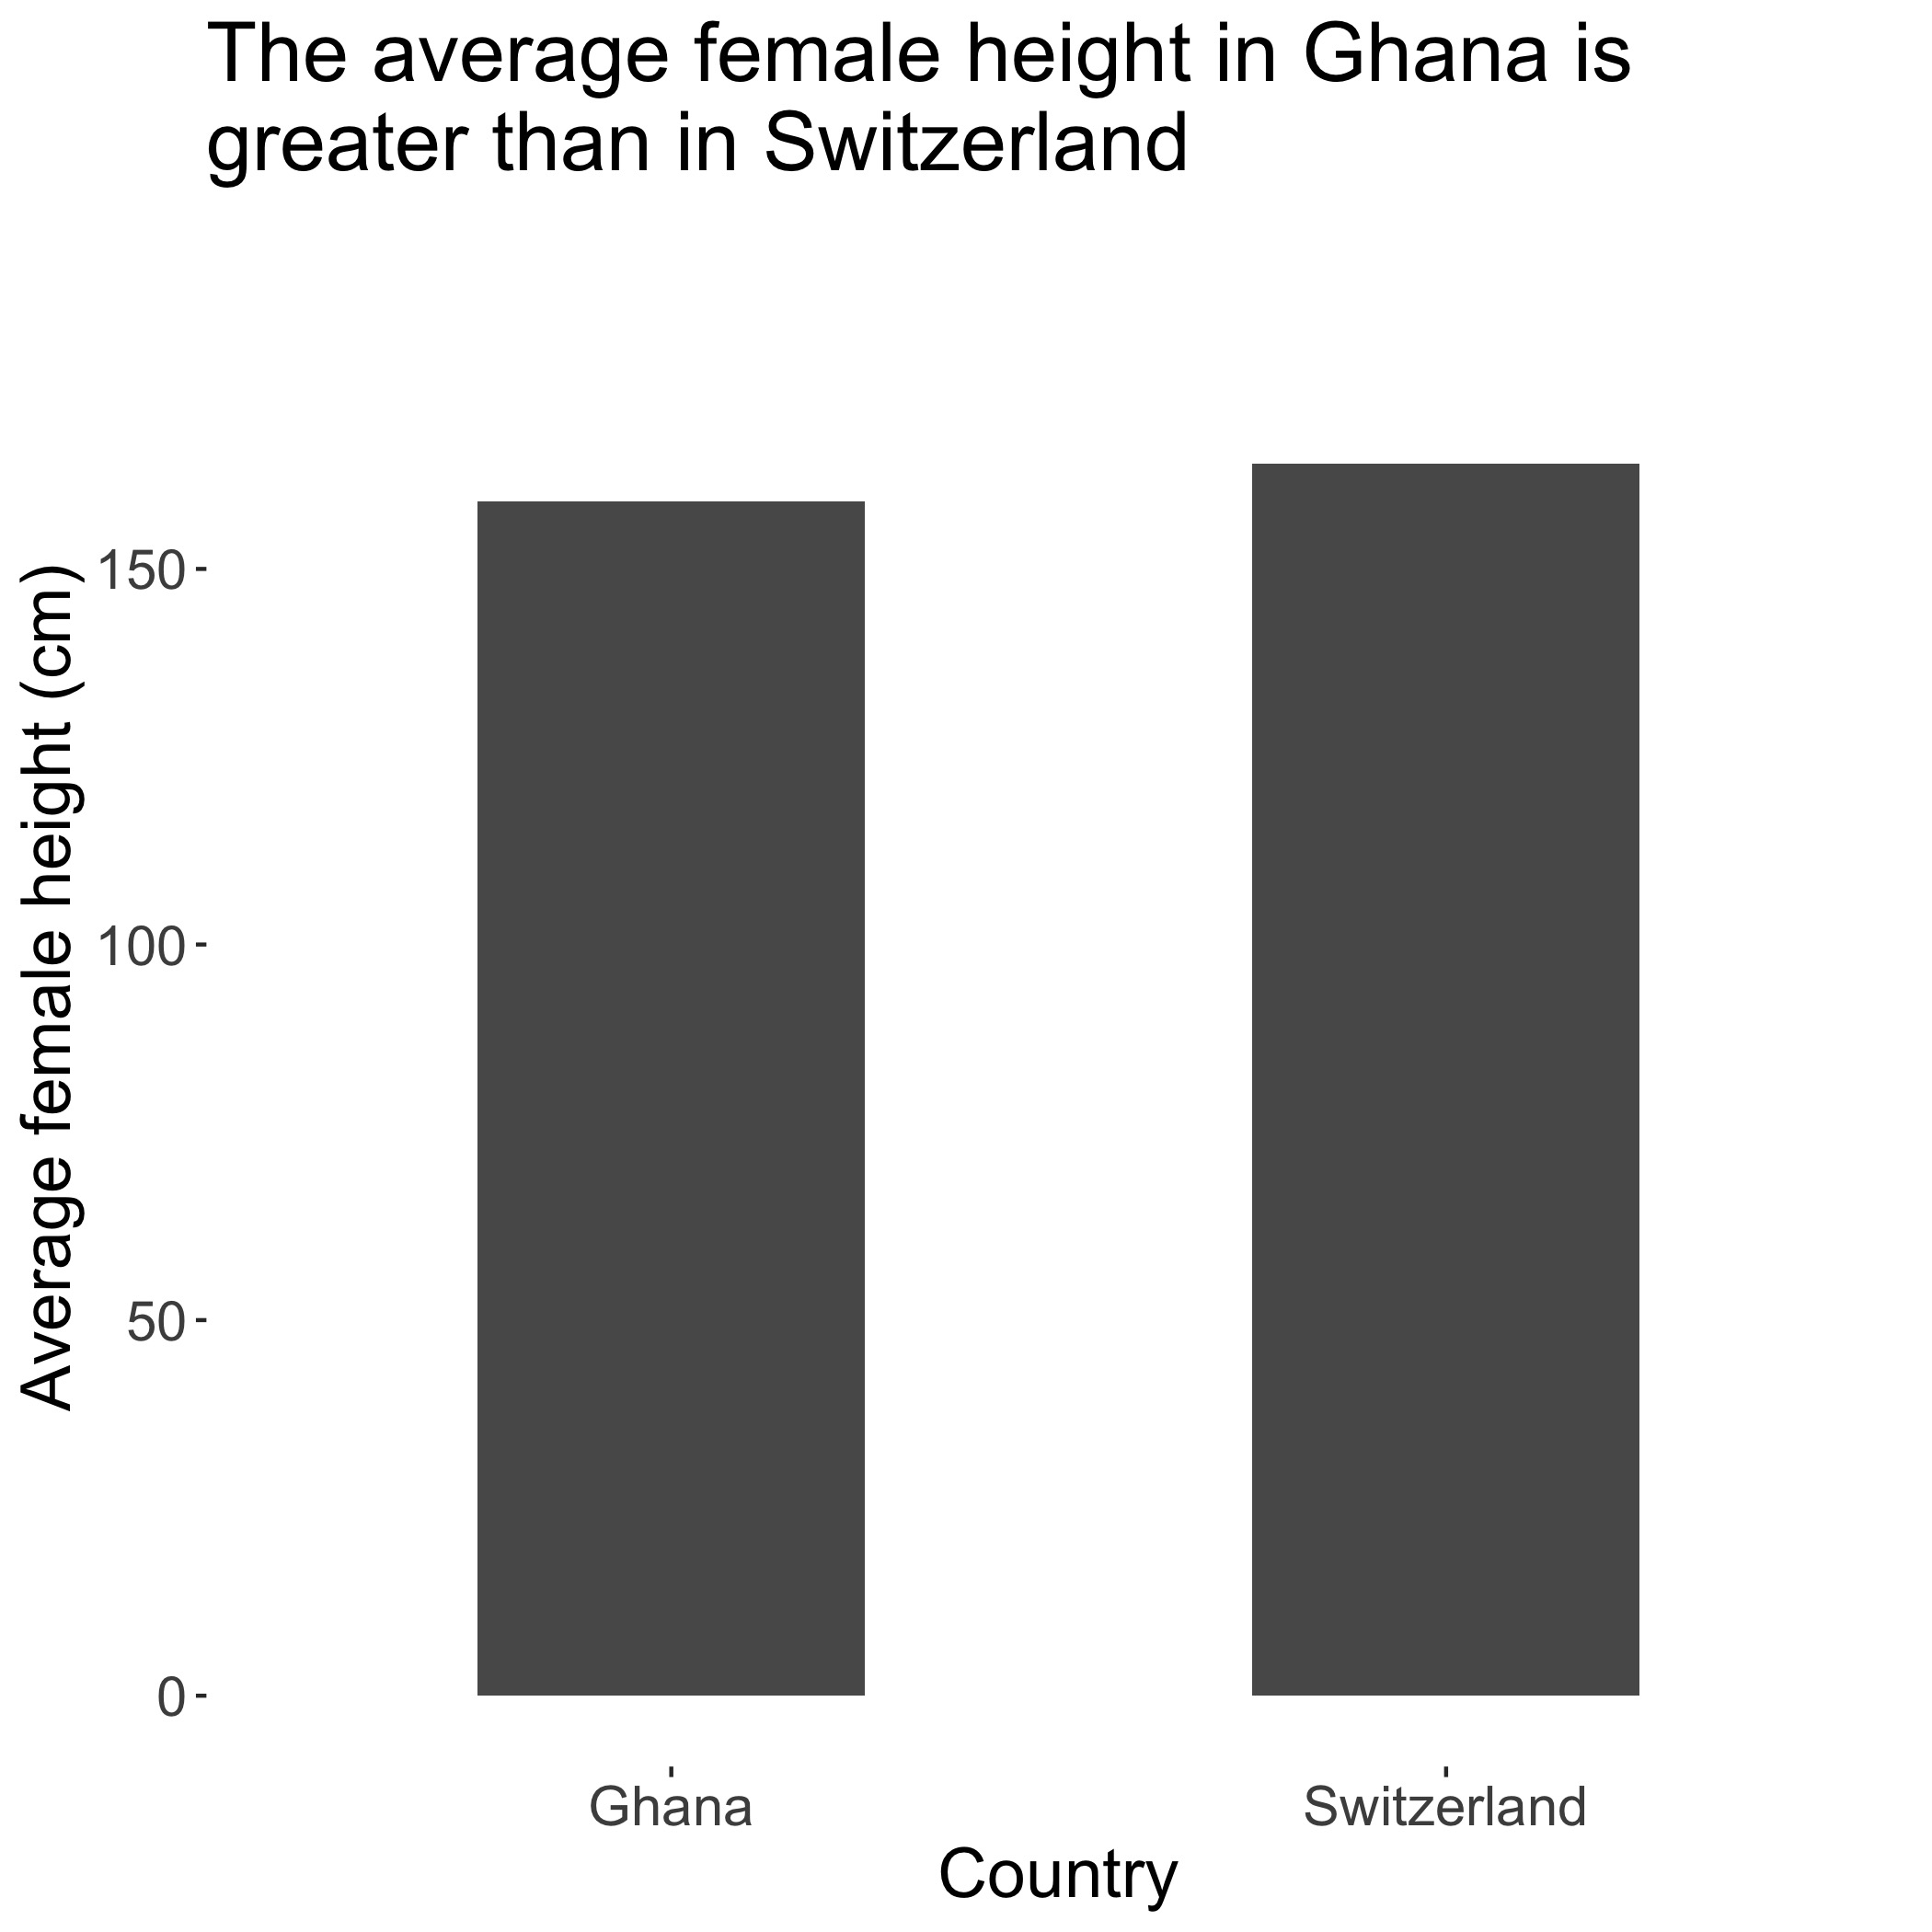 The average female height in Ghana is
greater than in Switzerland
Average female height (cm)
150
100
50
0
Ghana
Switzerland
Country